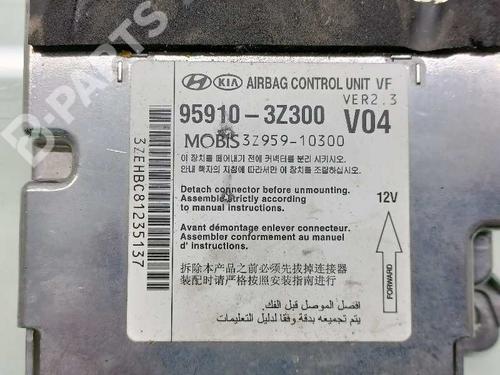 B-PARTS
HYUNDAI KIA AIRBAG CONTROL UNIT VF
VER2.3
95910-3Z300 V04
MOBIS 3Z959-10300
이 장치를 떼어내기 전에 커넥터를 분리 시키시오.
안내 책자의 지침에 따라서만 이 장치를 조립하십시오
Detach connector before unmounting.
Assemble strictly according
to manual instructions.
12V
Avant démontage enlever connecteur.
Assembler conformement au manuel
d' instructions.
FORWARD
拆除本产品之前必须先拔掉连接器
装配时请严格按照安装指南进行
افصل الموصل قبل الفك.
يتم تجميعه بدقة وفقا لدليل التعليمات
3ZEHBC81235137